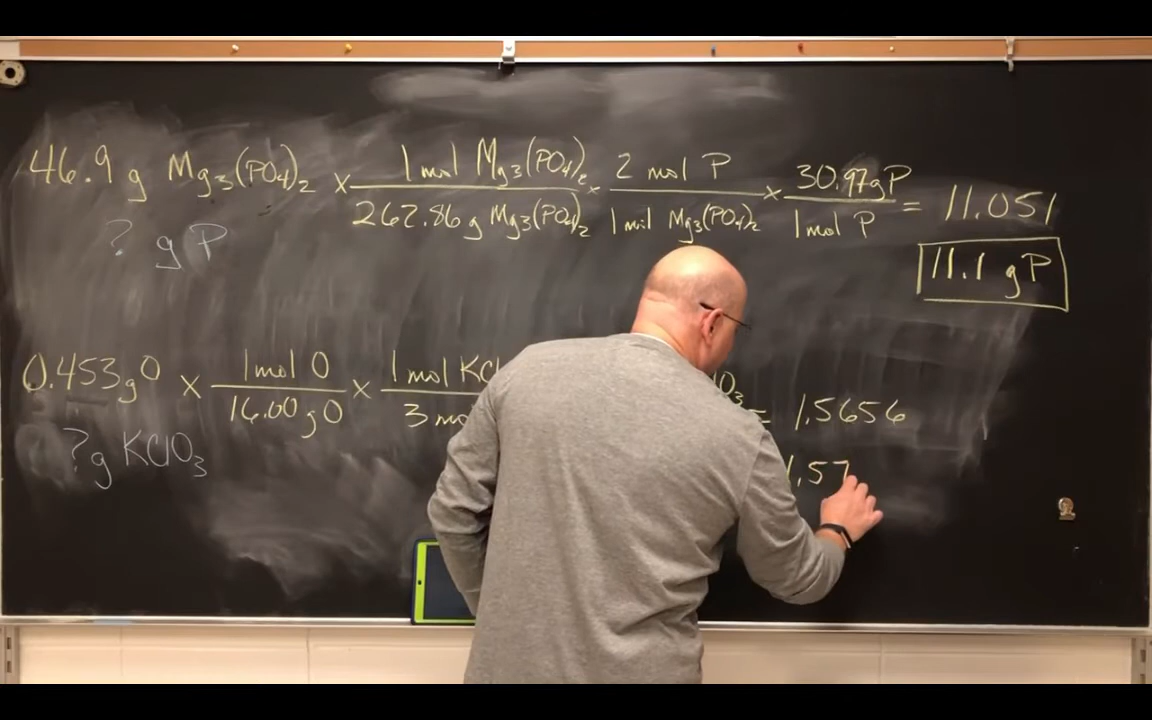 46.9 g Mg₃(PO₄)₂ × 1 mol Mg₃(PO₄)₂ / 262.86 g Mg₃(PO₄)₂ × 2 mol P / 1 mol Mg₃(PO₄)₂ × 30.97 g P / 1 mol P = 11.051
? g P
11.1 g P
0.453 g O × 1 mol O / 16.00 g O × 1 mol KCl / 3 mo O₃ = 1.5656
? g KClO₃
1.57